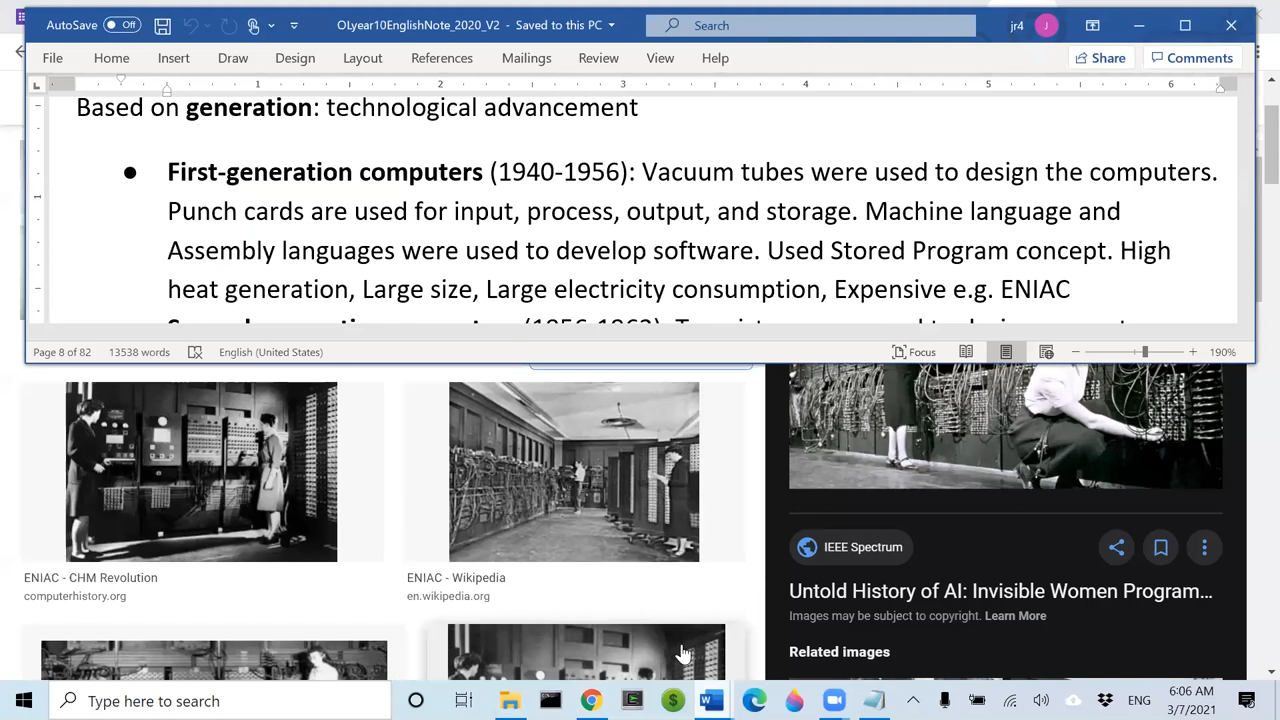 AutoSave Off OLyear10EnglishNote_2020_V2 - Saved to this PC Search jr4 J
File Home Insert Draw Design Layout References Mailings Review View Help Share Comments
1 2 3 4 5 6
Based on generation: technological advancement
● First-generation computers (1940-1956): Vacuum tubes were used to design the computers.
Punch cards are used for input, process, output, and storage. Machine language and
Assembly languages were used to develop software. Used Stored Program concept. High
heat generation, Large size, Large electricity consumption, Expensive e.g. ENIAC
Page 8 of 82 13538 words English (United States) Focus 190%
ENIAC - CHM Revolution
computerhistory.org
ENIAC - Wikipedia
en.wikipedia.org
IEEE Spectrum
Untold History of AI: Invisible Women Program...
Images may be subject to copyright. Learn More
Related images
Type here to search
ENG
6:06 AM
3/7/2021